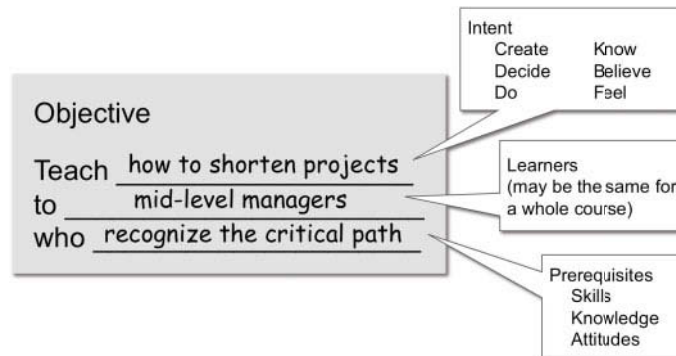 Objective
Teach how to shorten projects
to mid-level managers
who recognize the critical path
Intent
Create Know
Decide Believe
Do Feel
Learners
(may be the same for
a whole course)
Prerequisites
Skills
Knowledge
Attitudes